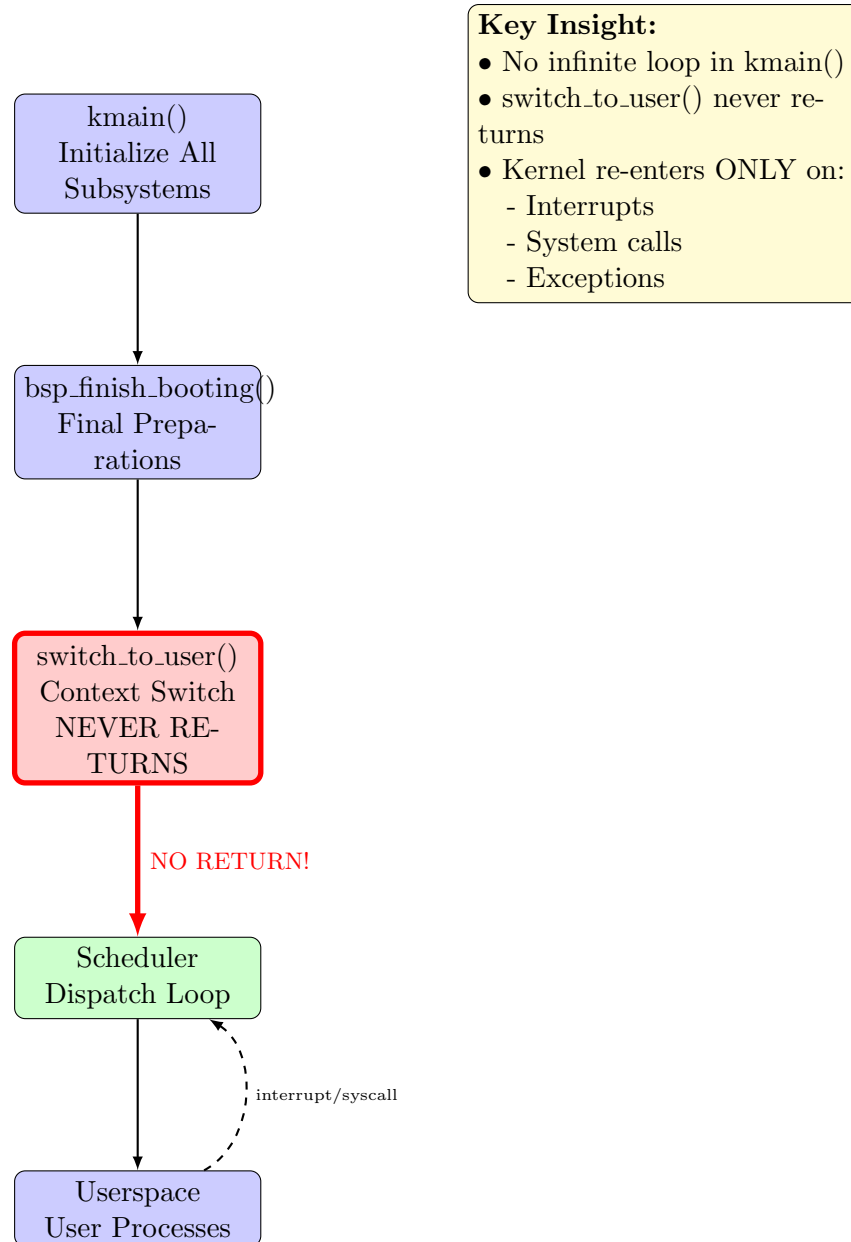 Key Insight:
• No infinite loop in kmain()
• switch_to_user() never re-
turns
• Kernel re-enters ONLY on:
- Interrupts
- System calls
- Exceptions
kmain()
Initialize All
Subsystems
bsp_finish_booting()
Final Prepa-
rations
switch_to_user()
Context Switch
NEVER RE-
TURNS
NO RETURN!
Scheduler
Dispatch Loop
interrupt/syscall
Userspace
User Processes